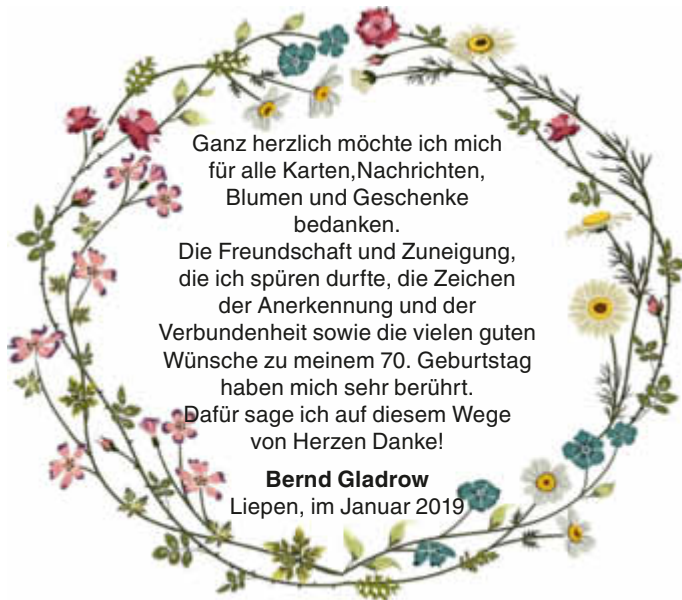 Ganz herzlich möchte ich mich
für alle Karten,Nachrichten,
Blumen und Geschenke
bedanken.
Die Freundschaft und Zuneigung,
die ich spüren durfte, die Zeichen
der Anerkennung und der
Verbundenheit sowie die vielen guten
Wünsche zu meinem 70. Geburtstag
haben mich sehr berührt.
Dafür sage ich auf diesem Wege
von Herzen Danke!
Bernd Gladrow
Liepen, im Januar 2019